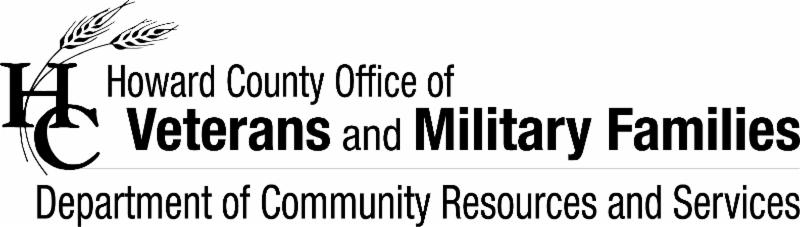 HC
Howard County Office of
Veterans and Military Families
Department of Community Resources and Services